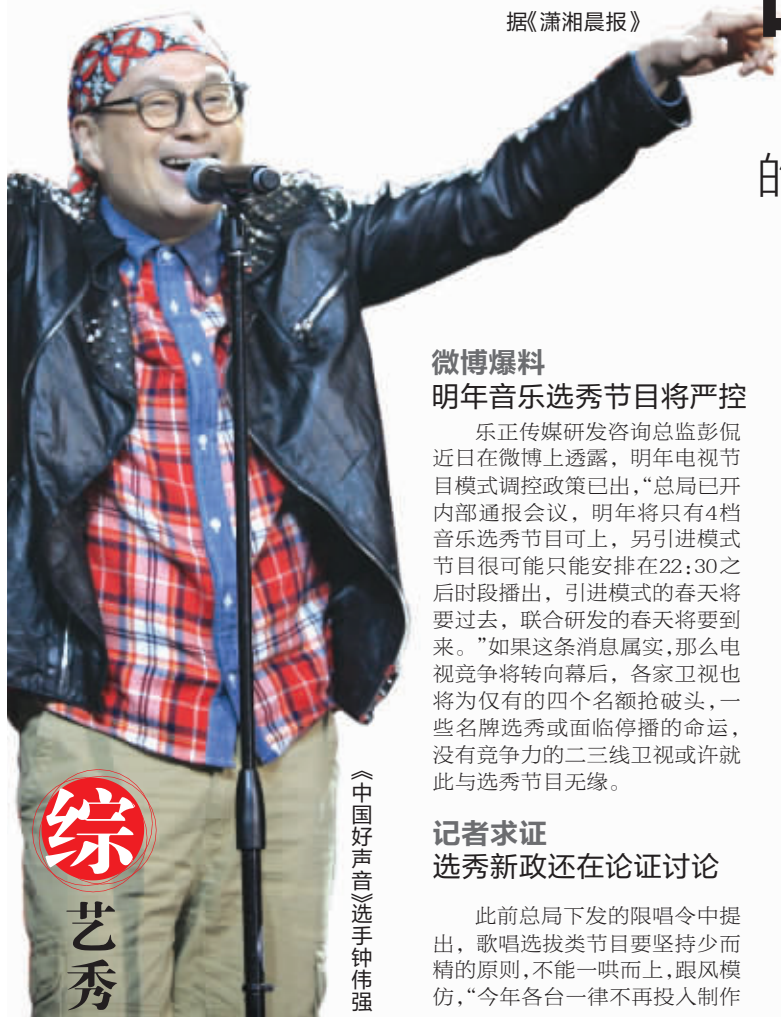 据《潇湘晨报》
的
微博爆料
明年音乐选秀节目将严控
乐正传媒研发咨询总监彭侃
近日在微博上透露，明年电视节
目模式调控政策已出，“总局已开
内部通报会议，明年将只有4档
音乐选秀节目可上，另引进模式
节目很可能只能安排在22：30之
后时段播出，引进模式的春天将
要过去，联合研发的春天将要到
来。”如果这条消息属实，那么电
视竞争将转向幕后，各家卫视也
将为仅有的四个名额抢破头，一
些名牌选秀或面临停播的命运，
没有竞争力的二三线卫视或许就
此与选秀节目无缘。
记者求证
选秀新政还在论证讨论
此前总局下发的限唱令中提
出，歌唱选拔类节目要坚持少而
精的原则，不能一哄而上，跟风模
仿，“今年各台一律不再投入制作
《中国好声音》选手钟伟强
综艺秀